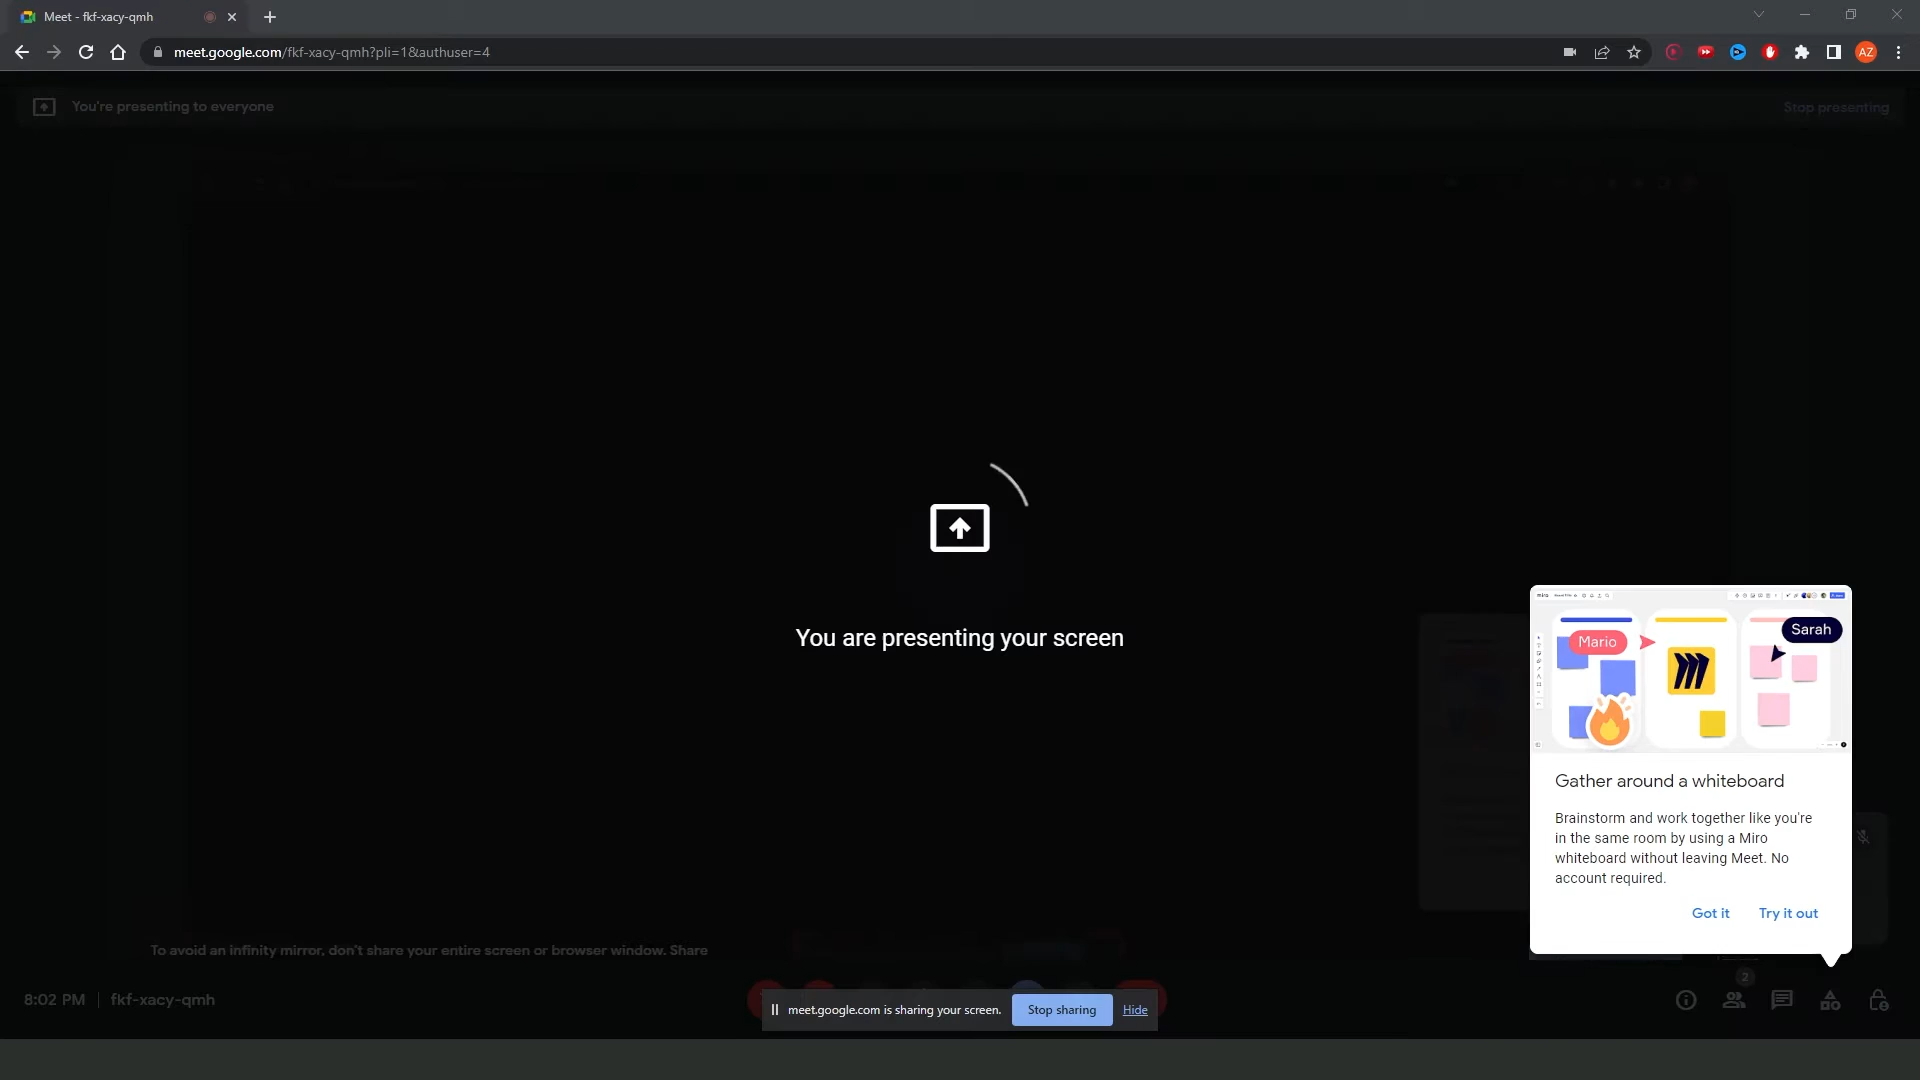 Meet - fkf-xacy-qmh
meet.google.com/fkf-xacy-qmh?pli=1&authuser=4
AZ
You're presenting to everyone
Stop presenting
You are presenting your screen
miro
Mario
Sarah
Gather around a whiteboard
Brainstorm and work together like you're
in the same room by using a Miro
whiteboard without leaving Meet. No
account required.
Got it
Try it out
To avoid an infinity mirror, don't share your entire screen or browser window. Share
2
8:02 PM | fkf-xacy-qmh
meet.google.com is sharing your screen.
Stop sharing
Hide